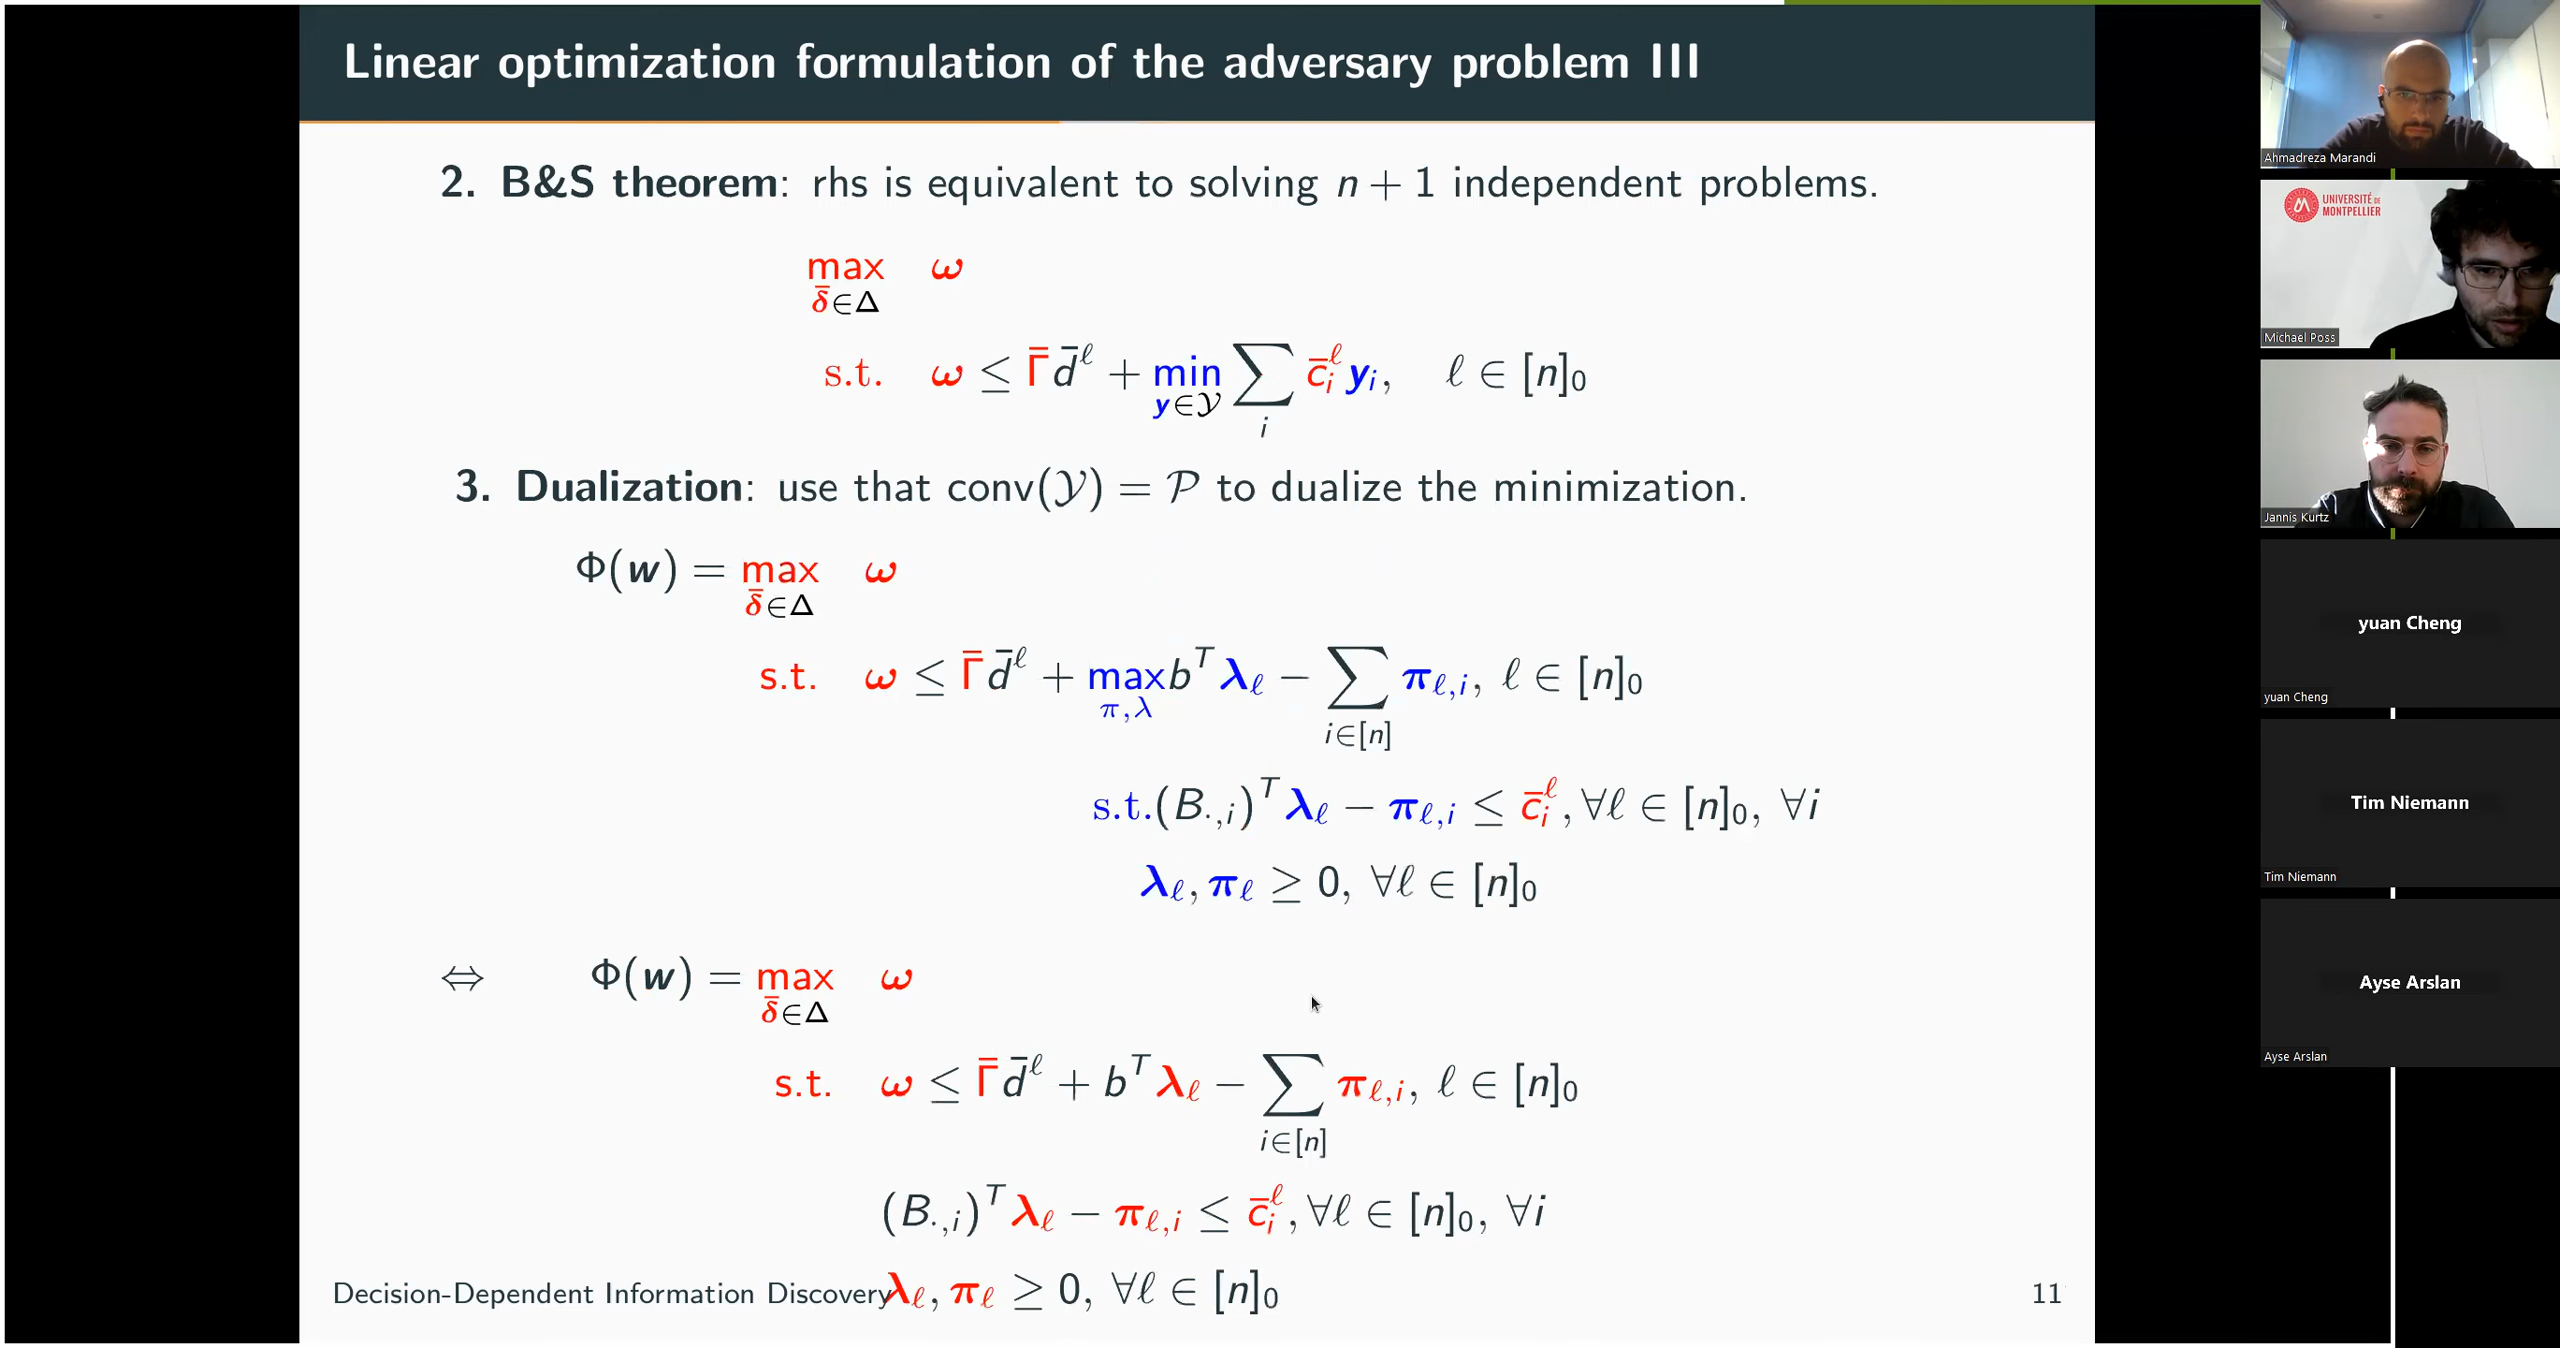 Linear optimization formulation of the adversary problem III
2. B&S theorem: rhs is equivalent to solving n + 1 independent problems.
max ω
δ̄∈Δ
s.t. ω ≤ Γ̄ d̄^ℓ + min ∑ c̄_i^ℓ y_i, ℓ ∈ [n]_0
y∈𝒴 i
3. Dualization: use that conv(𝒴) = 𝒫 to dualize the minimization.
Φ(w) = max ω
δ̄∈Δ
s.t. ω ≤ Γ̄ d̄^ℓ + max b^T λ_ℓ − ∑ π_{ℓ,i}, ℓ ∈ [n]_0
π,λ i∈[n]
s.t.(B_{·,i})^T λ_ℓ − π_{ℓ,i} ≤ c̄_i^ℓ, ∀ℓ ∈ [n]_0, ∀i
λ_ℓ, π_ℓ ≥ 0, ∀ℓ ∈ [n]_0
⇔ Φ(w) = max ω
δ̄∈Δ
s.t. ω ≤ Γ̄ d̄^ℓ + b^T λ_ℓ − ∑ π_{ℓ,i}, ℓ ∈ [n]_0
i∈[n]
(B_{·,i})^T λ_ℓ − π_{ℓ,i} ≤ c̄_i^ℓ, ∀ℓ ∈ [n]_0, ∀i
λ_ℓ, π_ℓ ≥ 0, ∀ℓ ∈ [n]_0
Decision-Dependent Information Discovery
11
Ahmadreza Marandi
UNIVERSITÉ DE
MONTPELLIER
Michael Poss
Jannis Kurtz
yuan Cheng
yuan Cheng
Tim Niemann
Tim Niemann
Ayse Arslan
Ayse Arslan